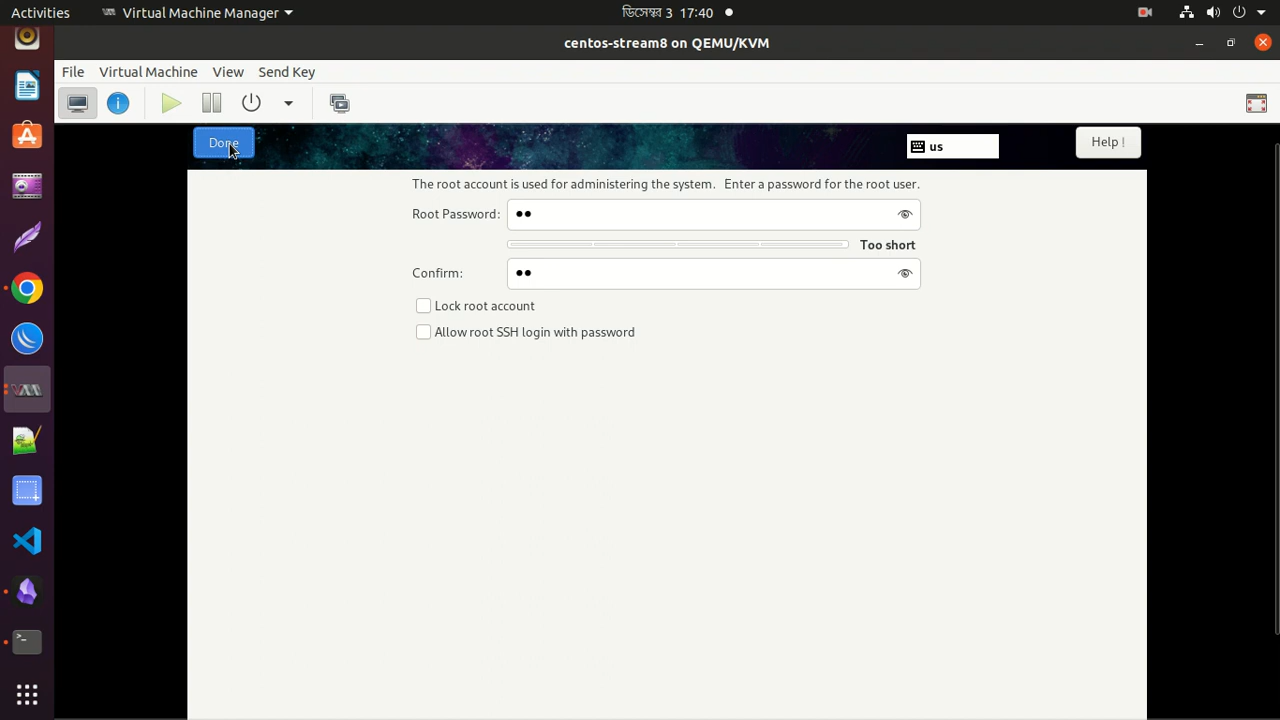 Activities Virtual Machine Manager ডিসেম্বর 3 17:40
centos-stream8 on QEMU/KVM
File Virtual Machine View Send Key
Done us Help !
The root account is used for administering the system. Enter a password for the root user.
Root Password:
Too short
Confirm:
Lock root account
Allow root SSH login with password